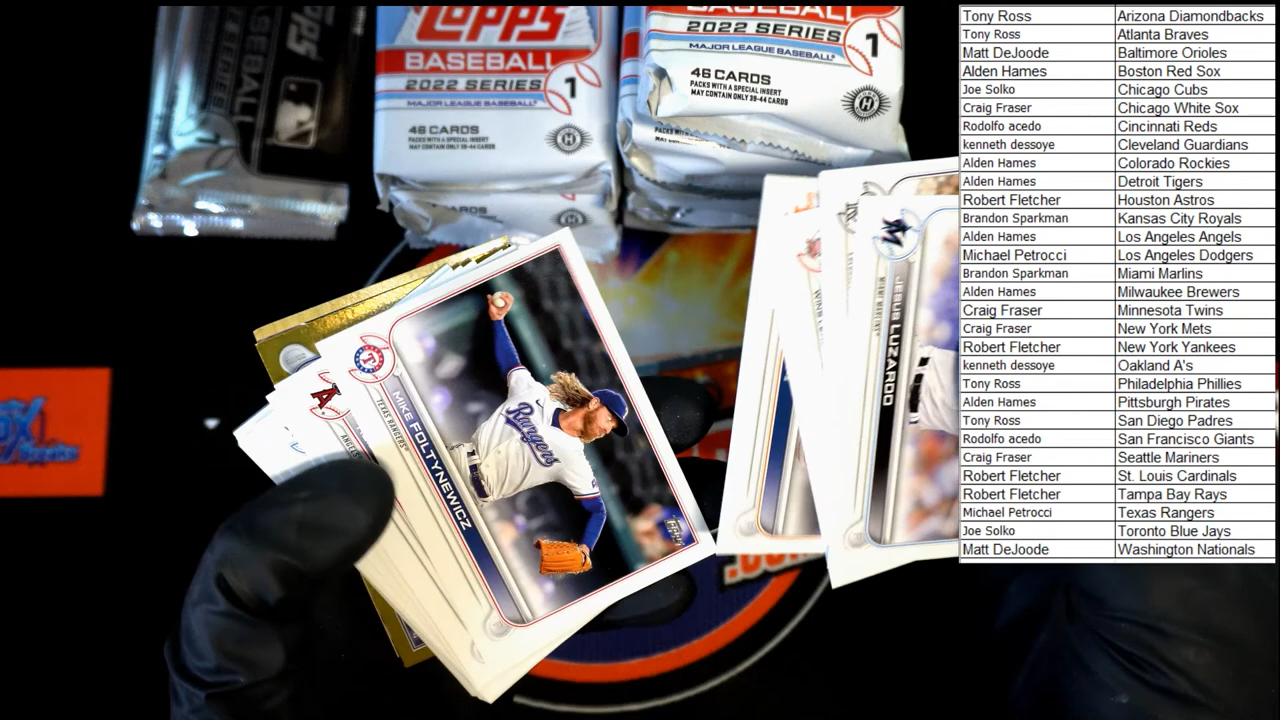 TOPPS
BASEBALL
2022 SERIES 1
MAJOR LEAGUE BASEBALL
46 CARDS
PACKS WITH A SPECIAL INSERT
MAY CONTAIN ONLY 39-44 CARDS
BASEBALL
2022 SERIES 1
MAJOR LEAGUE BASEBALL
46 CARDS
PACKS WITH A SPECIAL INSERT
MAY CONTAIN ONLY 39-44 CARDS
TOPPS
BASEBALL
SERIES
CARDS
MIKE FOLTYNEWICZ
TEXAS RANGERS
Rangers
TOPPS
ANGELS
JESUS LUZARDO
MIAMI MARLINS
Breaks
Tony Ross Arizona Diamondbacks
Tony Ross Atlanta Braves
Matt DeJoode Baltimore Orioles
Alden Hames Boston Red Sox
Joe Solko Chicago Cubs
Craig Fraser Chicago White Sox
Rodolfo acedo Cincinnati Reds
kenneth dessoye Cleveland Guardians
Alden Hames Colorado Rockies
Alden Hames Detroit Tigers
Robert Fletcher Houston Astros
Brandon Sparkman Kansas City Royals
Alden Hames Los Angeles Angels
Michael Petrocci Los Angeles Dodgers
Brandon Sparkman Miami Marlins
Alden Hames Milwaukee Brewers
Craig Fraser Minnesota Twins
Craig Fraser New York Mets
Robert Fletcher New York Yankees
kenneth dessoye Oakland A's
Tony Ross Philadelphia Phillies
Alden Hames Pittsburgh Pirates
Tony Ross San Diego Padres
Rodolfo acedo San Francisco Giants
Craig Fraser Seattle Mariners
Robert Fletcher St. Louis Cardinals
Robert Fletcher Tampa Bay Rays
Michael Petrocci Texas Rangers
Joe Solko Toronto Blue Jays
Matt DeJoode Washington Nationals